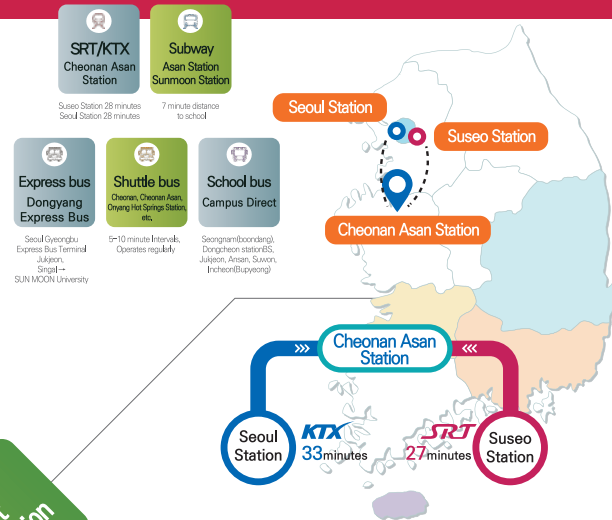 SRT/KTX
Cheonan Asan
Station
Suseo Station 28 minutes
Seoul Station 28 minutes
Subway
Asan Station
Sunmoon Station
7 minute distance
to school
Express bus
Dongyang
Express Bus
Seoul Gyeongbu
Express Bus Terminal
Jukjeon,
Singal→
SUN MOON University
Shuttle bus
Cheonan, Cheonan Asan,
Onyang Hot Springs Station,
etc.
5-10 minute Intervals,
Operates regularly
School bus
Campus Direct
Seongnam(boondang),
Dongcheon stationBS,
Jukjeon, Ansan, Suwon,
Incheon(Bupyeong)
Seoul Station
Suseo Station
Cheonan Asan Station
Cheonan Asan
Station
Seoul
Station
KTX
33minutes
SRT
27minutes
Suseo
Station